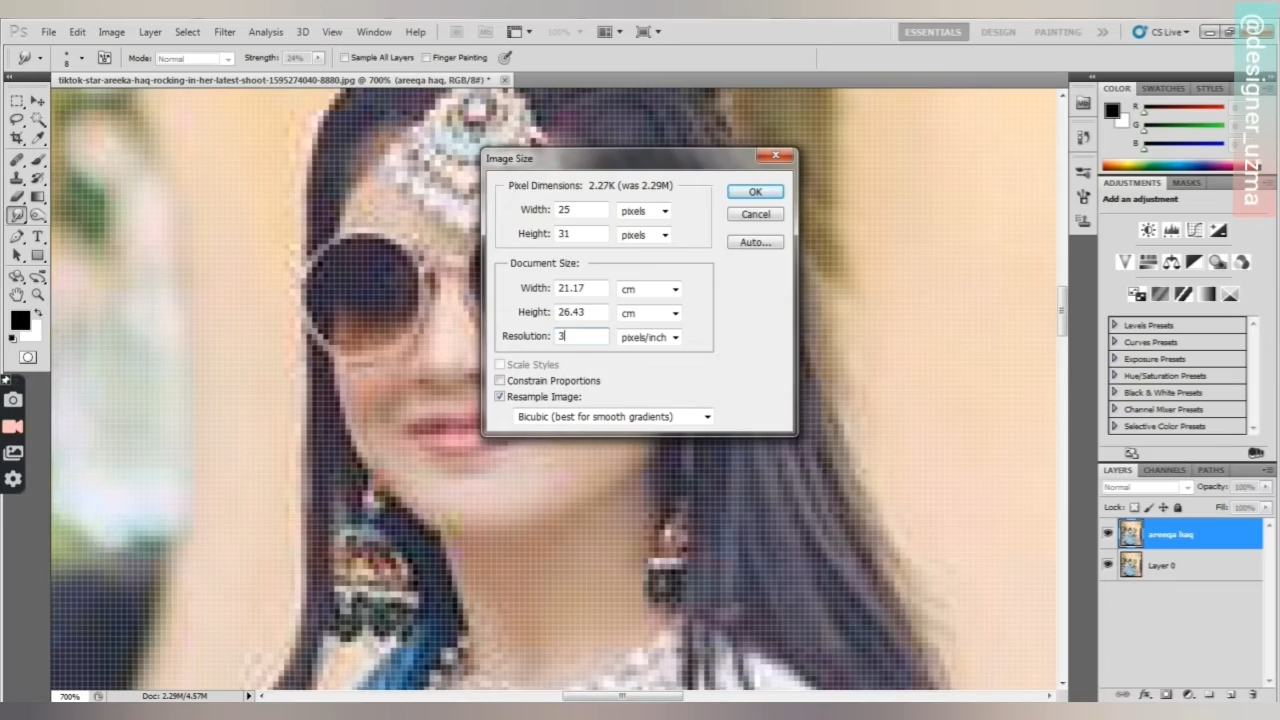 Ps File Edit Image Layer Select Filter Analysis 3D View Window Help 100% ESSENTIALS DESIGN PAINTING CS Live
8 Mode: Normal Strength: 24% Sample All Layers Finger Painting
tiktok-star-areeka-haq-rocking-in-her-latest-shoot-1595274040-8880.jpg @ 700% (areeqa haq, RGB/8#) *
Image Size
Pixel Dimensions: 2.27K (was 2.29M)
Width: 25 pixels
Height: 31 pixels
OK
Cancel
Auto...
Document Size:
Width: 21.17 cm
Height: 26.43 cm
Resolution: 3 pixels/inch
Scale Styles
Constrain Proportions
Resample Image:
Bicubic (best for smooth gradients)
COLOR SWATCHES STYLES
R
G
B
ADJUSTMENTS MASKS
Add an adjustment
Levels Presets
Curves Presets
Exposure Presets
Hue/Saturation Presets
Black & White Presets
Channel Mixer Presets
Selective Color Presets
LAYERS CHANNELS PATHS
Normal Opacity: 100%
Lock: Fill: 100%
areeqa haq
Layer 0
700% Doc: 2.29M/4.57M
@designer_uzma